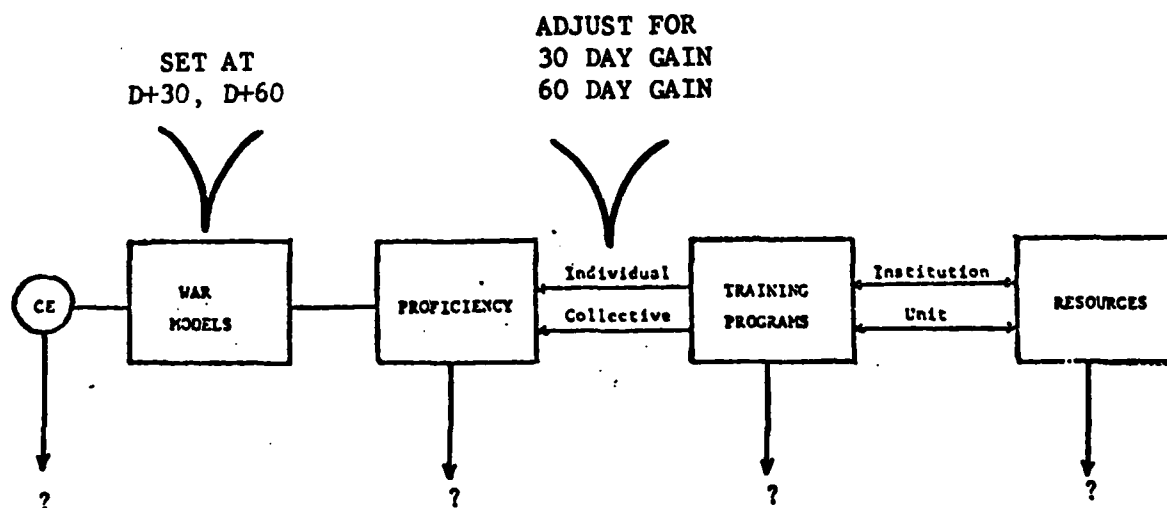 SET AT
D+30, D+60
ADJUST FOR
30 DAY GAIN
60 DAY GAIN
CE
WAR
MODELS
PROFICIENCY
Individual
Collective
TRAINING
PROGRAMS
Institution
Unit
RESOURCES
?
?
?
?